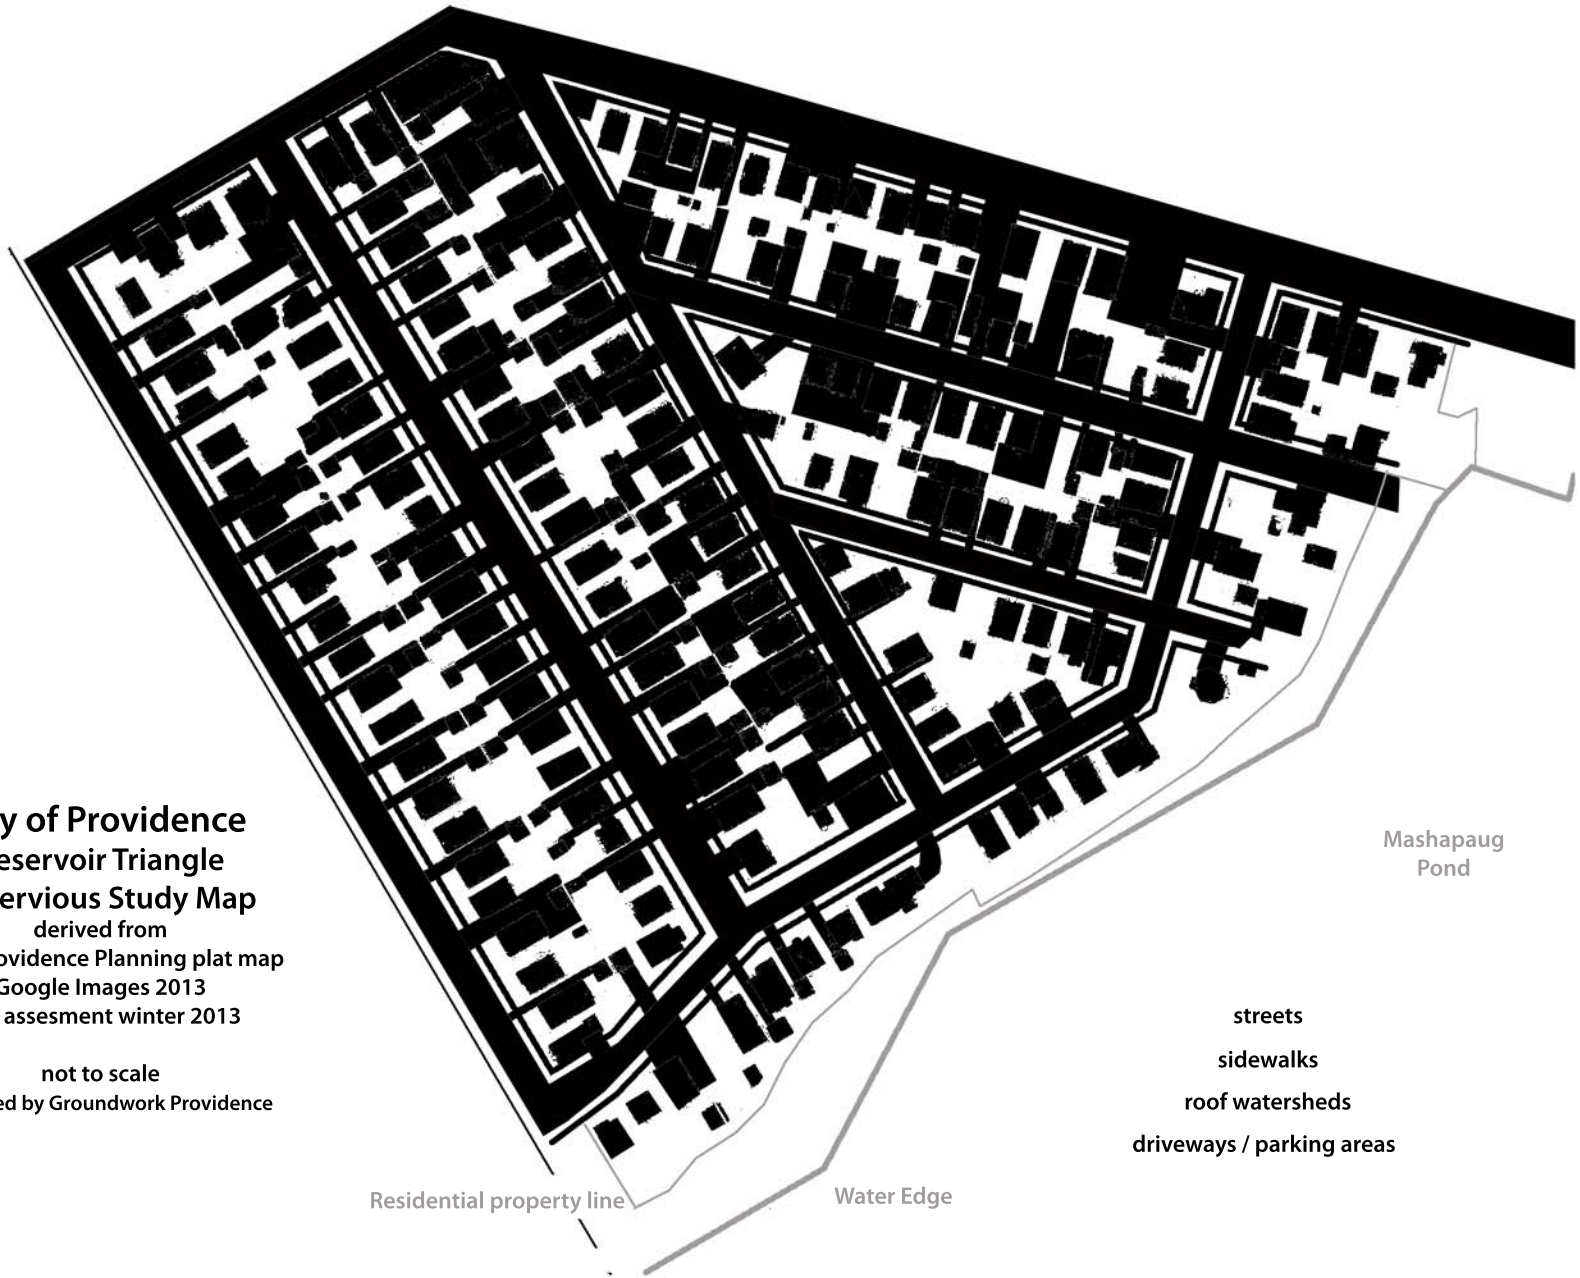 y of Providence
eservoir Triangle
ervious Study Map
derived from
ovidence Planning plat map
Google Images 2013
assesment winter 2013
not to scale
ed by Groundwork Providence
Mashapaug
Pond
streets
sidewalks
roof watersheds
driveways / parking areas
Residential property line
Water Edge